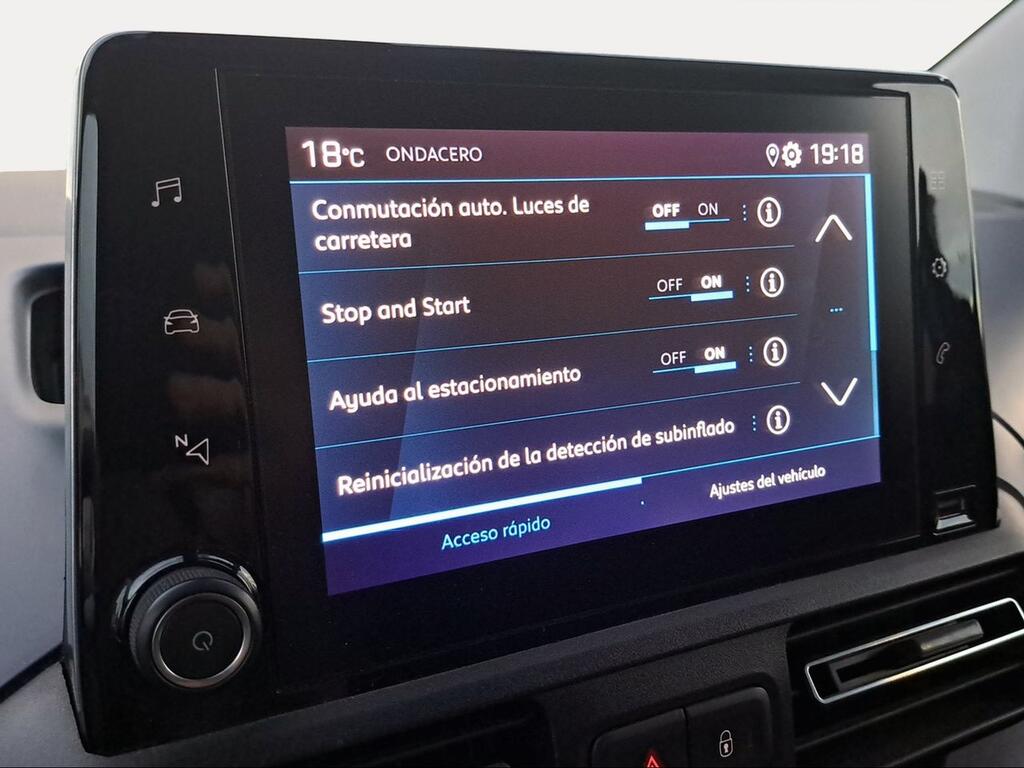 18°C ONDACERO 19:18
Conmutación auto. Luces de
carretera
OFF ON
Stop and Start OFF ON
Ayuda al estacionamiento OFF ON
Reinicialización de la detección de subinflado
Acceso rápido Ajustes del vehículo
N